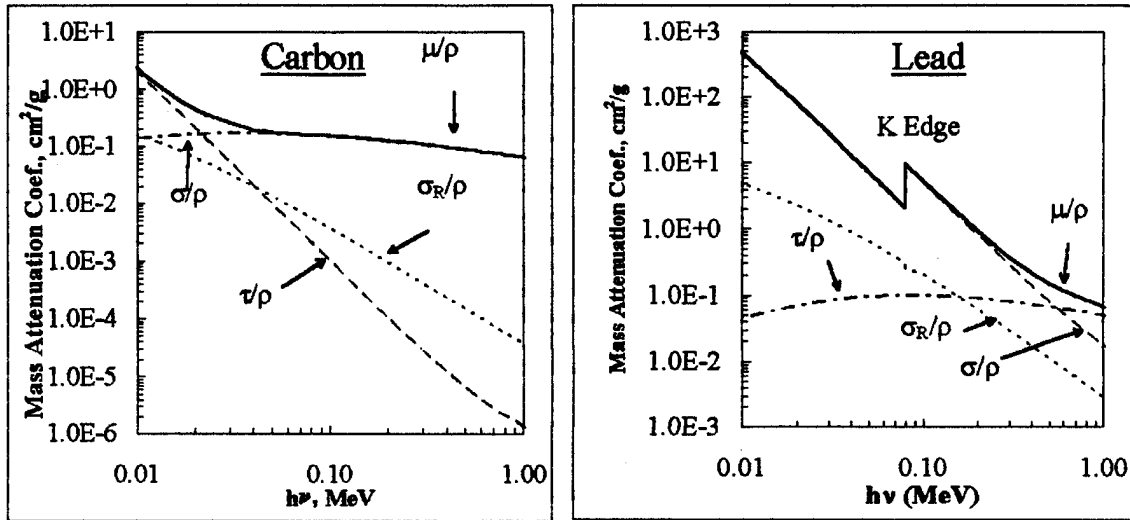 Carbon
Mass Attenuation Coef., cm²/g
1.0E+1
1.0E+0
1.0E-1
1.0E-2
1.0E-3
1.0E-4
1.0E-5
1.0E-6
μ/ρ
σ/ρ
σR/ρ
τ/ρ
0.01
0.10
1.00
hν, MeV
Lead
Mass Attenuation Coef., cm²/g
1.0E+3
1.0E+2
1.0E+1
1.0E+0
1.0E-1
1.0E-2
1.0E-3
K Edge
μ/ρ
τ/ρ
σR/ρ
σ/ρ
0.01
0.10
1.00
hν (MeV)